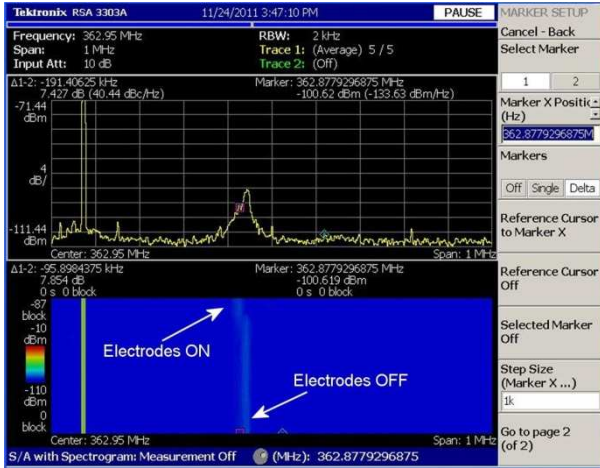 Tektronix RSA 3303A 11/24/2011 3:47:10 PM PAUSE MARKER SETUP
Cancel - Back
Frequency: 362.95 MHz RBW: 2 kHz
Span: 1 MHz Trace 1: (Average) 5 / 5
Input Att: 10 dB Trace 2: (Off)
Select Marker
1 2
Δ1-2: -191.40625 kHz Marker: 362.8779296875 MHz
7.427 dB (40.44 dBc/Hz) -100.62 dBm (-133.63 dBm/Hz)
-71.44
dBm
4
dB/
-111.44
dBm
Center: 362.95 MHz Span: 1 MHz
Marker X Positic
(Hz)
362.8779296875M
Markers
Off Single Delta
Reference Cursor
to Marker X
Δ1-2: -95.8984375 kHz Marker: 362.8779296875 MHz
7.854 dB -100.619 dBm
0 s 0 block 0 s 0 block
-87
block
-10
dBm
-110
dBm
0
block
Electrodes ON
Electrodes OFF
Center: 362.95 MHz Span: 1 MHz
Reference Cursor
Off
Selected Marker
Off
Step Size
(Marker X ...)
1k
Go to page 2
(of 2)
S/A with Spectrogram: Measurement Off (MHz): 362.8779296875